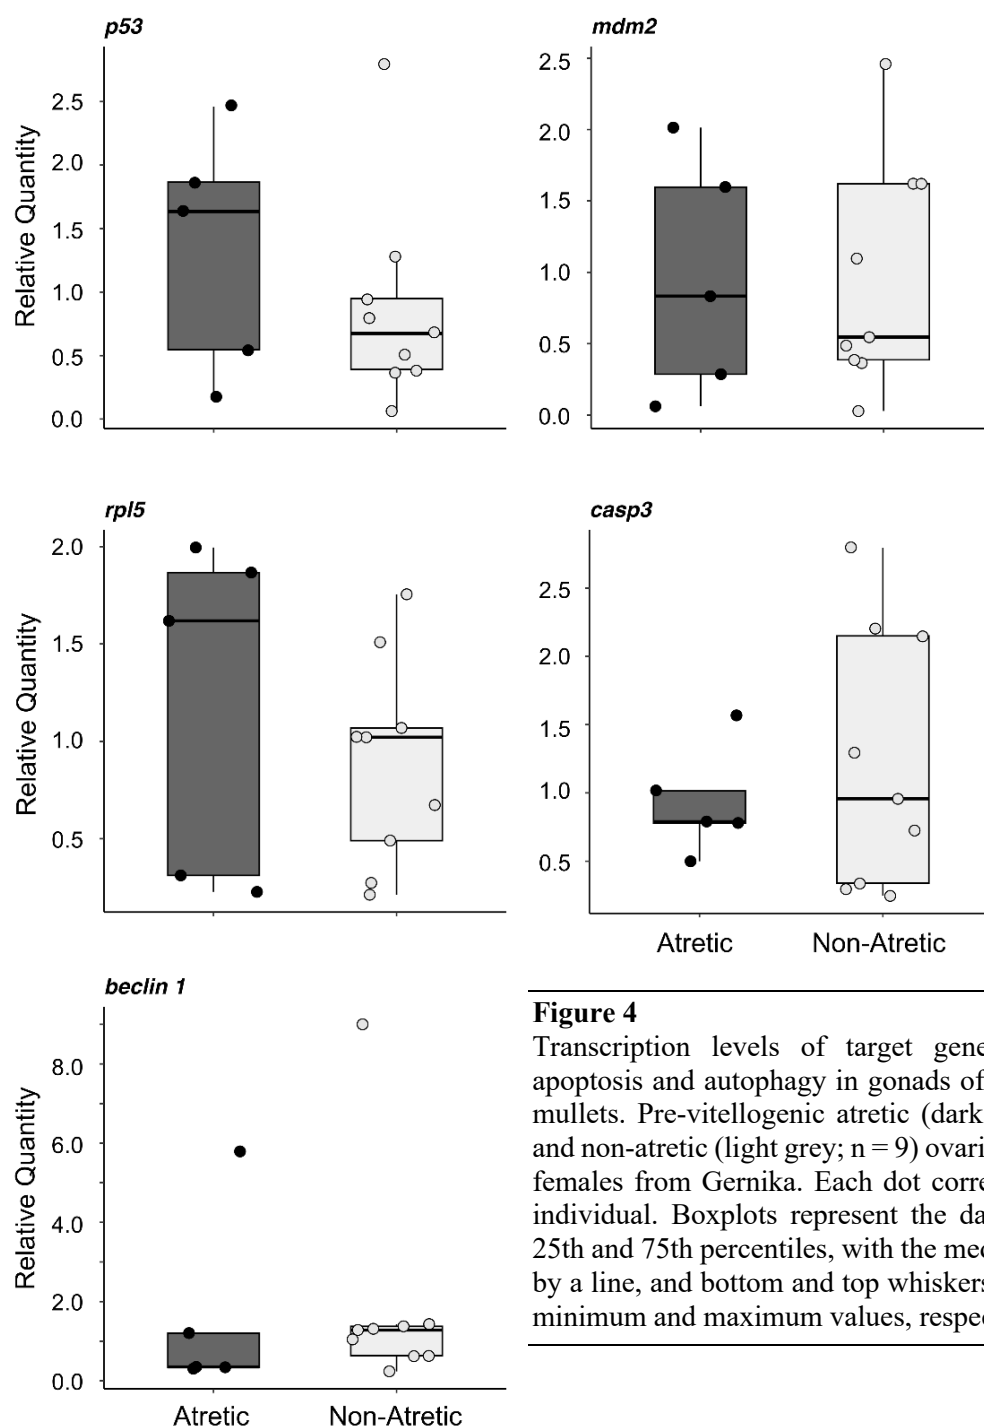 p53
mdm2
Relative Quantity
2.5
2.0
1.5
1.0
0.5
0.0
2.5
2.0
1.5
1.0
0.5
0.0
rpl5
casp3
Relative Quantity
2.0
1.5
1.0
0.5
2.5
2.0
1.5
1.0
0.5
Atretic
Non-Atretic
beclin 1
Relative Quantity
8.0
6.0
4.0
2.0
0.0
Atretic
Non-Atretic
Figure 4
Transcription levels of target gene
apoptosis and autophagy in gonads of
mullets. Pre-vitellogenic atretic (dark
and non-atretic (light grey; n = 9) ovari
females from Gernika. Each dot corre
individual. Boxplots represent the da
25th and 75th percentiles, with the med
by a line, and bottom and top whiskers
minimum and maximum values, respec